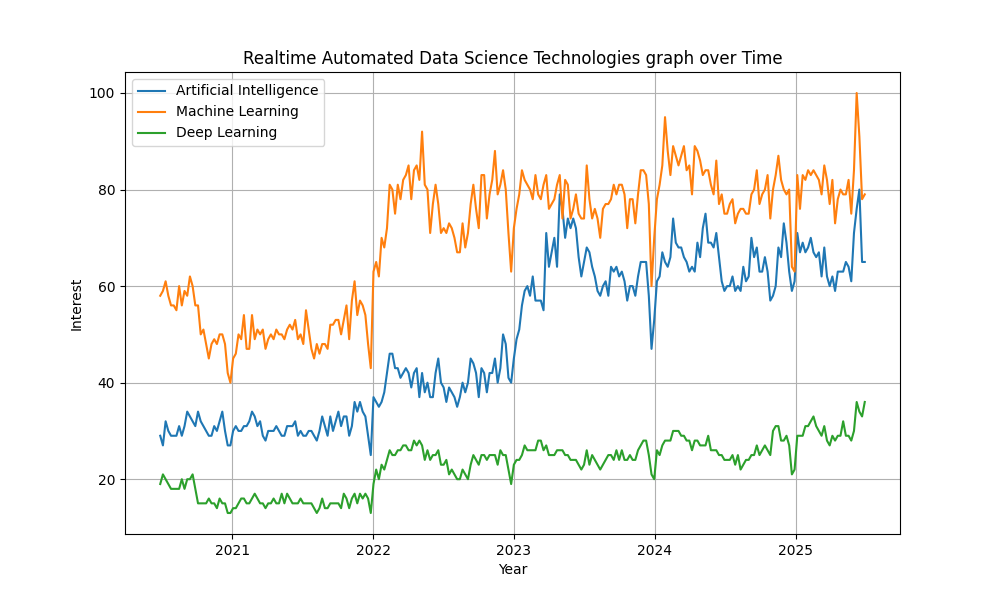 Realtime Automated Data Science Technologies graph over Time
Artificial Intelligence
Machine Learning
Deep Learning
100
80
60
40
20
Interest
2021 2022 2023 2024 2025
Year